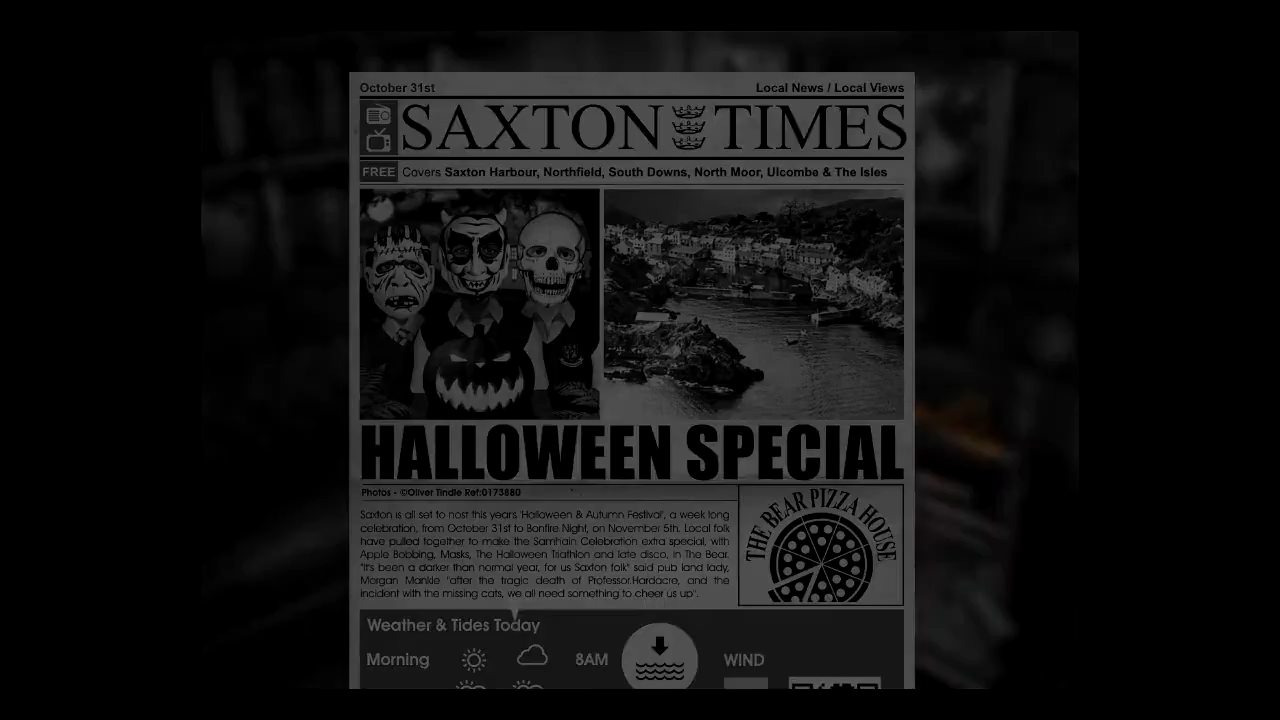 October 31st
Local News / Local Views
SAXTON TIMES
FREE Covers Saxton Harbour, Northfield, South Downs, North Moor, Ulcombe & The Isles
HALLOWEEN SPECIAL
Photos - ©Oliver Tindle Ref:0173880
Saxton is all set to host this years 'Halloween & Autumn Festival', a week long
celebration, from October 31st to Bonfire Night, on November 5th. Local folk
have pulled together to make the Samhain Celebration extra special, with
Apple Bobbing, Masks, The Halloween Triathlon and late disco, in The Bear.
"It's been a darker than normal year, for us Saxton folk" said pub land lady,
Morgan Mankle "after the tragic death of Professor.Hardacre, and the
incident with the missing cats, we all need something to cheer us up".
THE BEAR PIZZA HOUSE
Weather & Tides Today
Morning
8AM
WIND